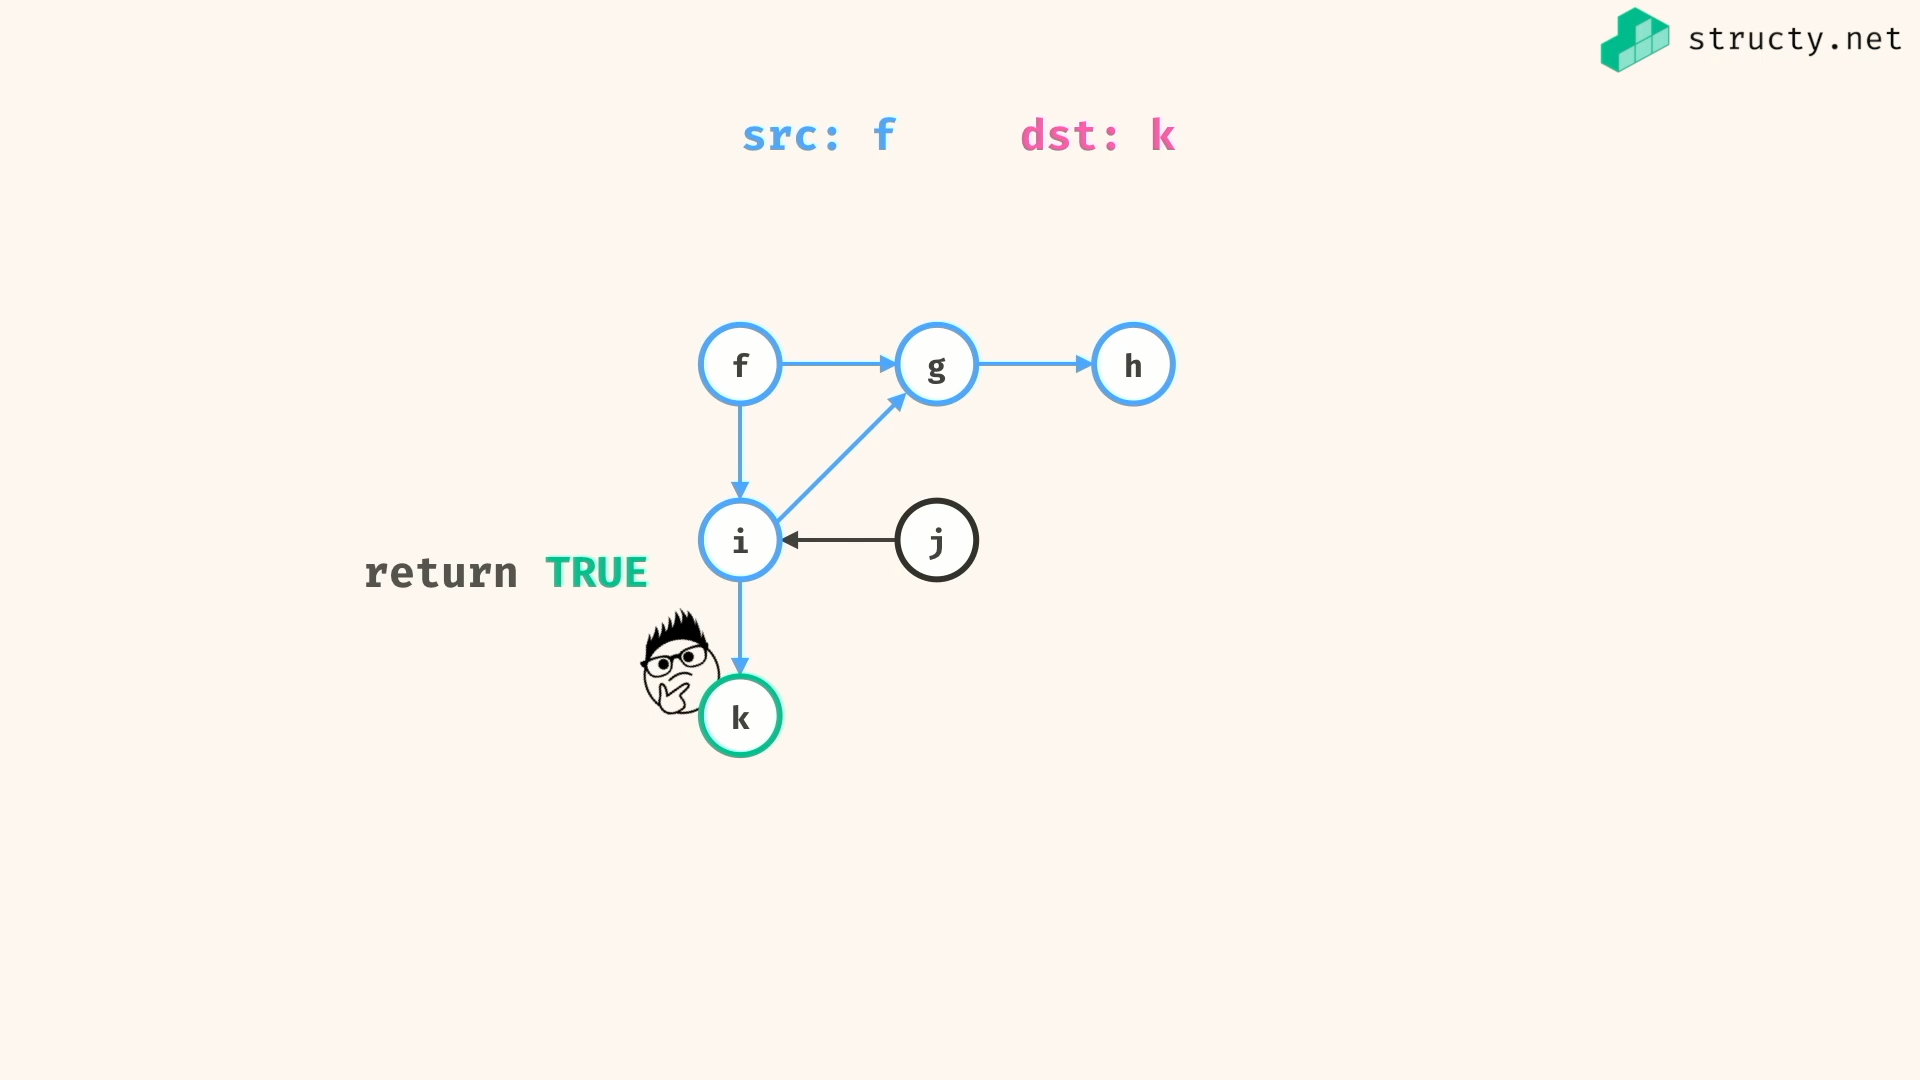 structy.net
src: f dst: k
f g h
i j
return TRUE
k